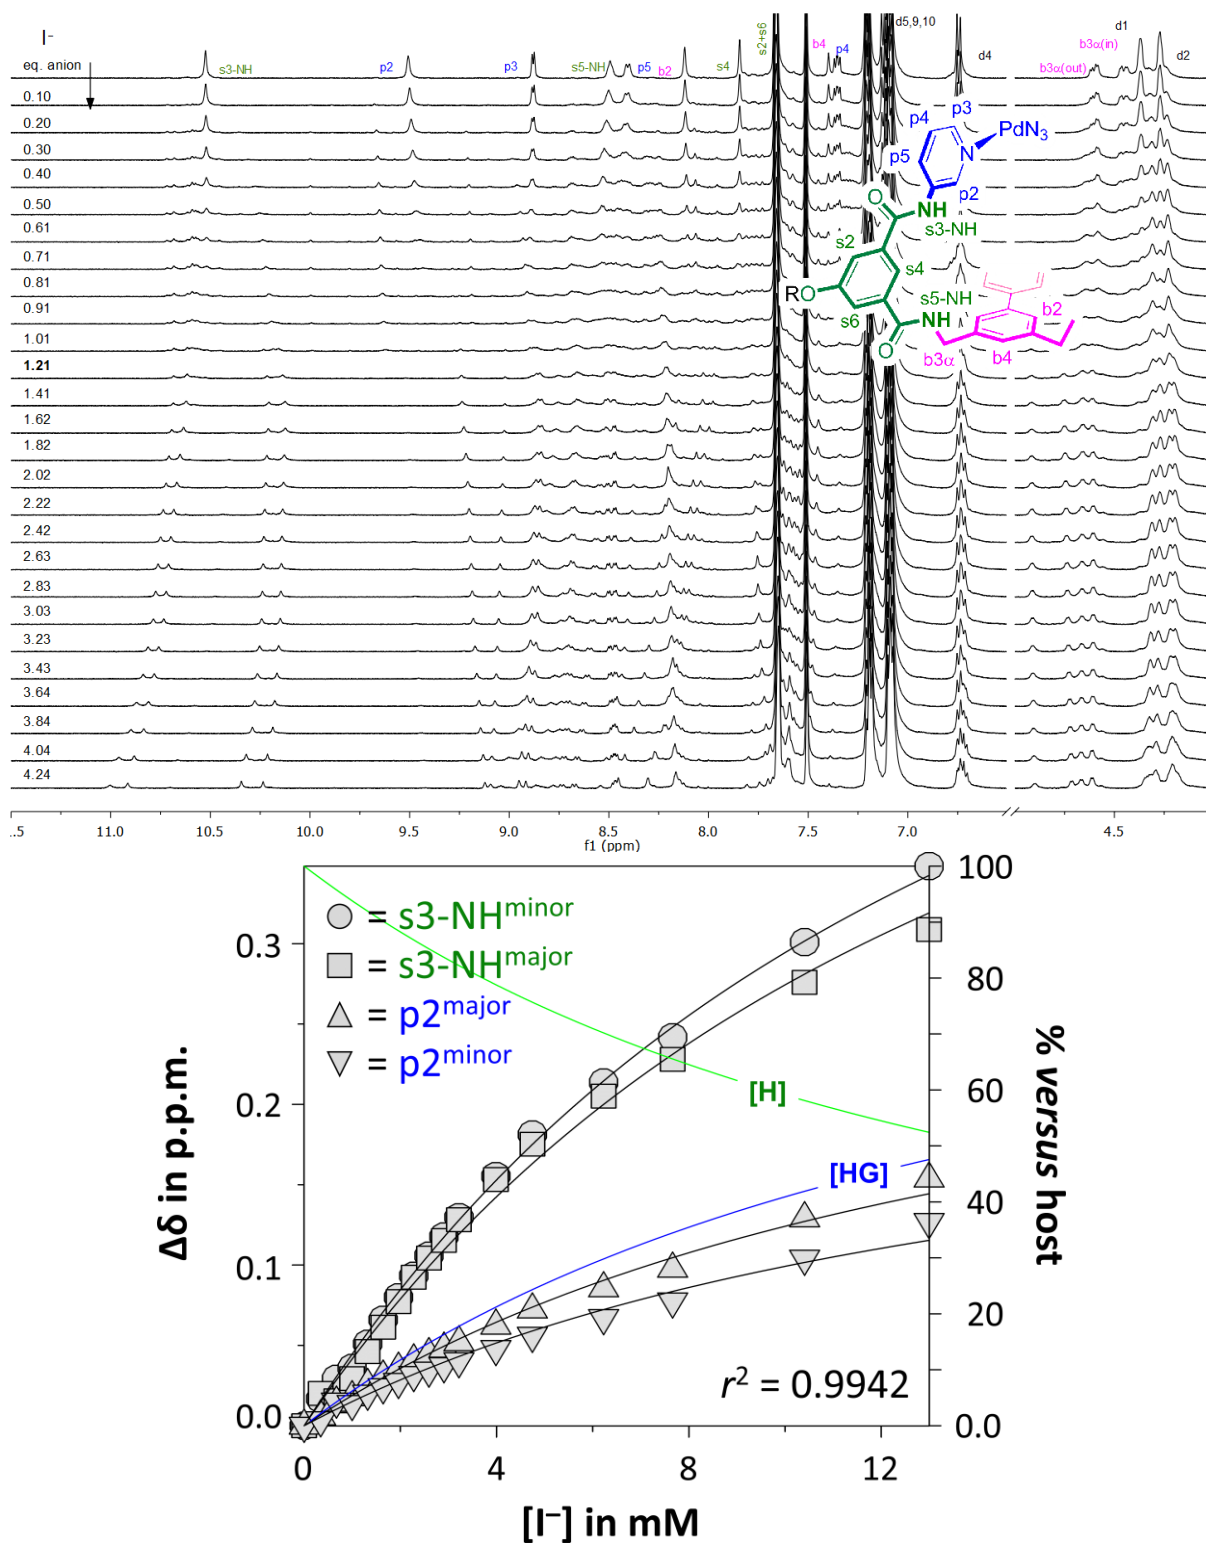 I⁻
eq. anion
s3-NH
p2
p3
s5-NH
p5
b2
s4
s2+s6
b4
p4
d5,9,10
d4
b3α(out)
b3α(in)
d1
d2
0.10
0.20
0.30
0.40
0.50
0.61
0.71
0.81
0.91
1.01
1.21
1.41
1.62
1.82
2.02
2.22
2.42
2.63
2.83
3.03
3.23
3.43
3.64
3.84
4.04
4.24
p4
p3
PdN₃
p5
N
p2
O
NH
s3-NH
s2
s4
RO
s5-NH
s6
NH
b2
O
b3α
b4
.5 11.0 10.5 10.0 9.5 9.0 8.5 8.0 7.5 7.0 4.5
f1 (ppm)
= s3-NHᵐⁱⁿᵒʳ
= s3-NHᵐᵃʲᵒʳ
= p2ᵐᵃʲᵒʳ
= p2ᵐⁱⁿᵒʳ
[H]
[HG]
r² = 0.9942
0.3
0.2
0.1
0.0
Δδ in p.p.m.
100
80
60
40
20
0.0
% versus host
0 4 8 12
[I⁻] in mM